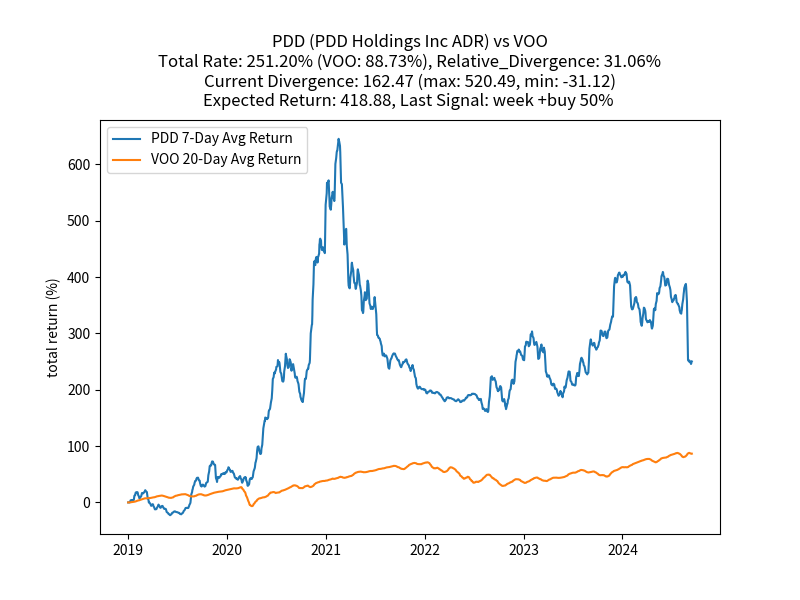 PDD (PDD Holdings Inc ADR) vs VOO
Total Rate: 251.20% (VOO: 88.73%), Relative_Divergence: 31.06%
Current Divergence: 162.47 (max: 520.49, min: -31.12)
Expected Return: 418.88, Last Signal: week +buy 50%
PDD 7-Day Avg Return
VOO 20-Day Avg Return
total return (%)
600
500
400
300
200
100
0
2019 2020 2021 2022 2023 2024